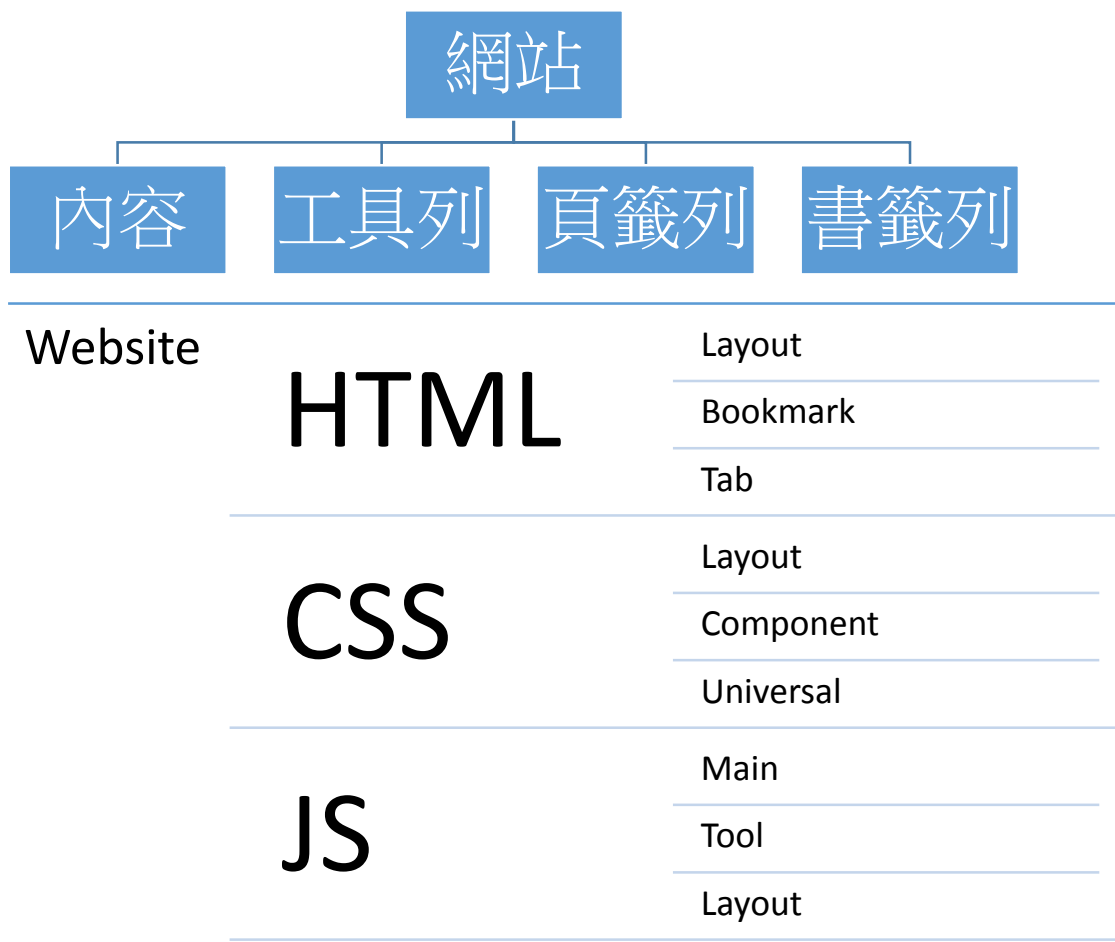 網站
內容
工具列
頁籤列
書籤列
Website
HTML
Layout
Bookmark
Tab
CSS
Layout
Component
Universal
JS
Main
Tool
Layout